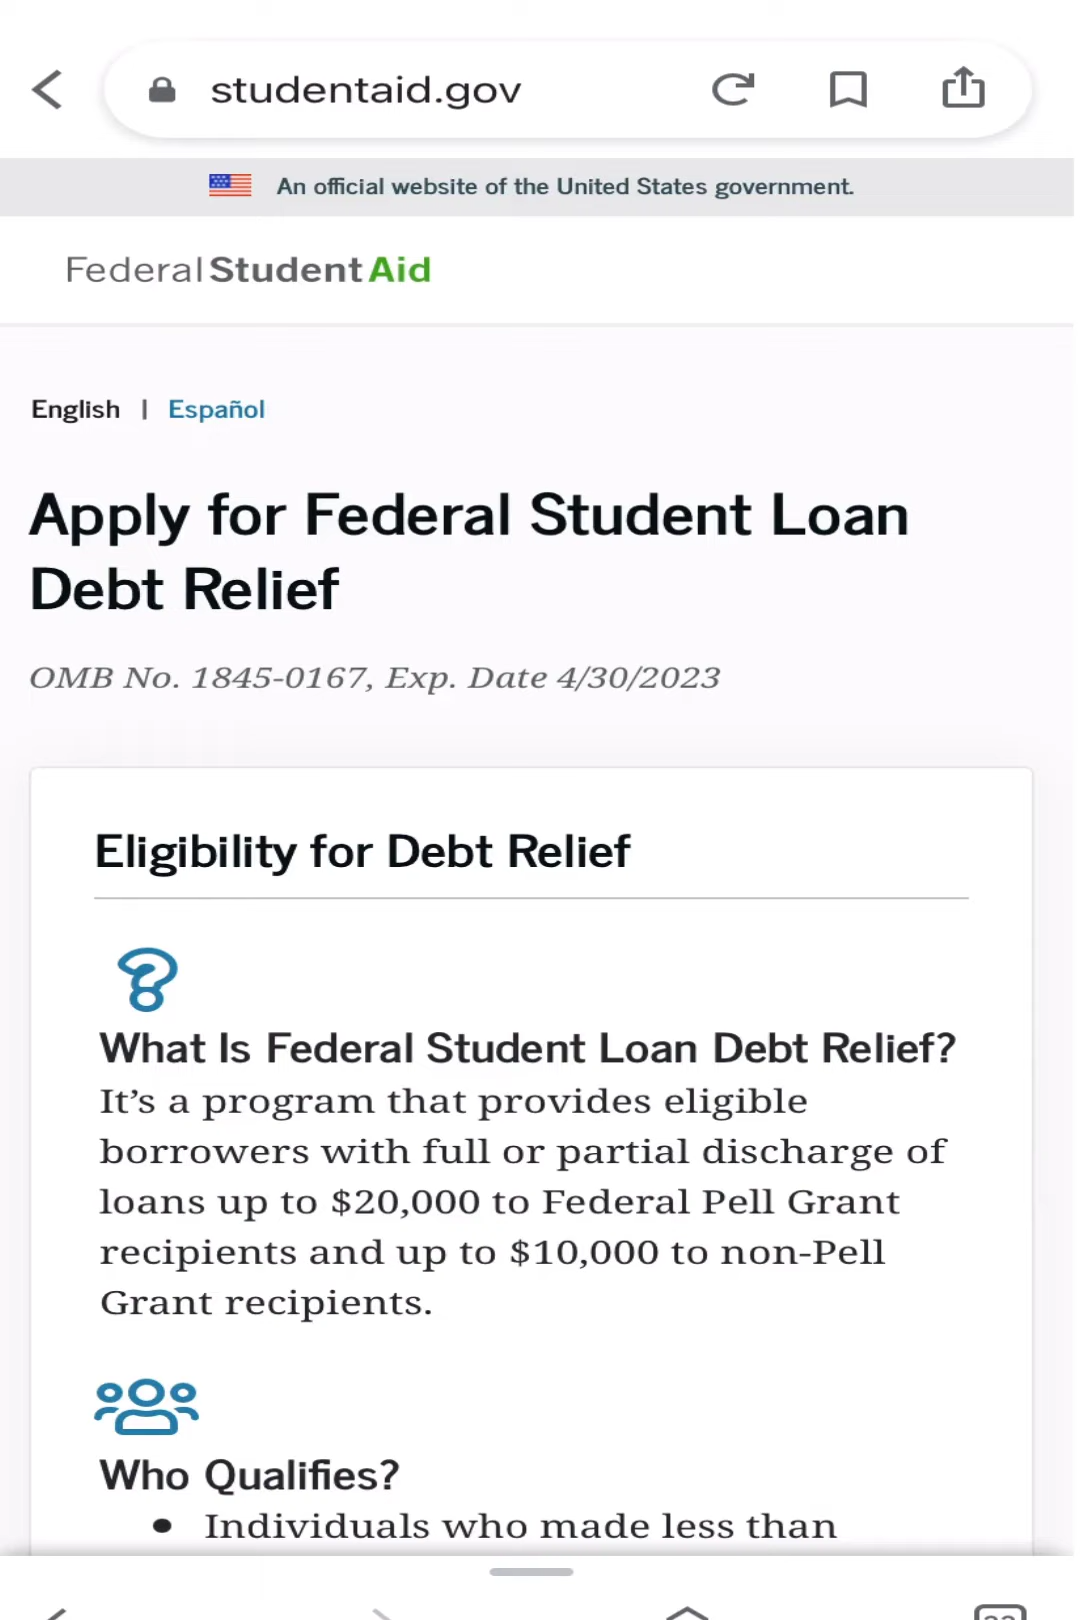 studentaid.gov
An official website of the United States government.
Federal Student Aid
English | Español
Apply for Federal Student Loan
Debt Relief
OMB No. 1845-0167, Exp. Date 4/30/2023
Eligibility for Debt Relief
What Is Federal Student Loan Debt Relief?
It’s a program that provides eligible
borrowers with full or partial discharge of
loans up to $20,000 to Federal Pell Grant
recipients and up to $10,000 to non-Pell
Grant recipients.
Who Qualifies?
• Individuals who made less than